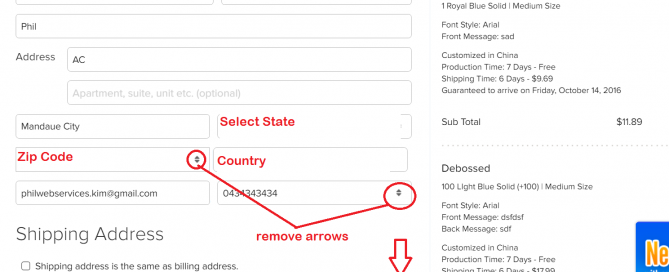 Phil
Address
AC
Apartment, suite, unit etc. (optional)
Mandaue City
Select State
Zip Code
Country
philwebservices.kim@gmail.com
0434343434
remove arrows
Shipping Address
Shipping address is the same as billing address.
1 Royal Blue Solid | Medium Size
Font Style: Arial
Front Message: sad
Customized in China
Production Time: 7 Days - Free
Shipping Time: 6 Days - $9.69
Guaranteed to arrive on Friday, October 14, 2016
Sub Total
$11.89
Debossed
100 Light Blue Solid (+100) | Medium Size
Font Style: Arial
Front Message: dsfdsf
Back Message: sdf
Customized in China
Production Time: 7 Days - Free
Shipping Time: 6 Days - $17.99